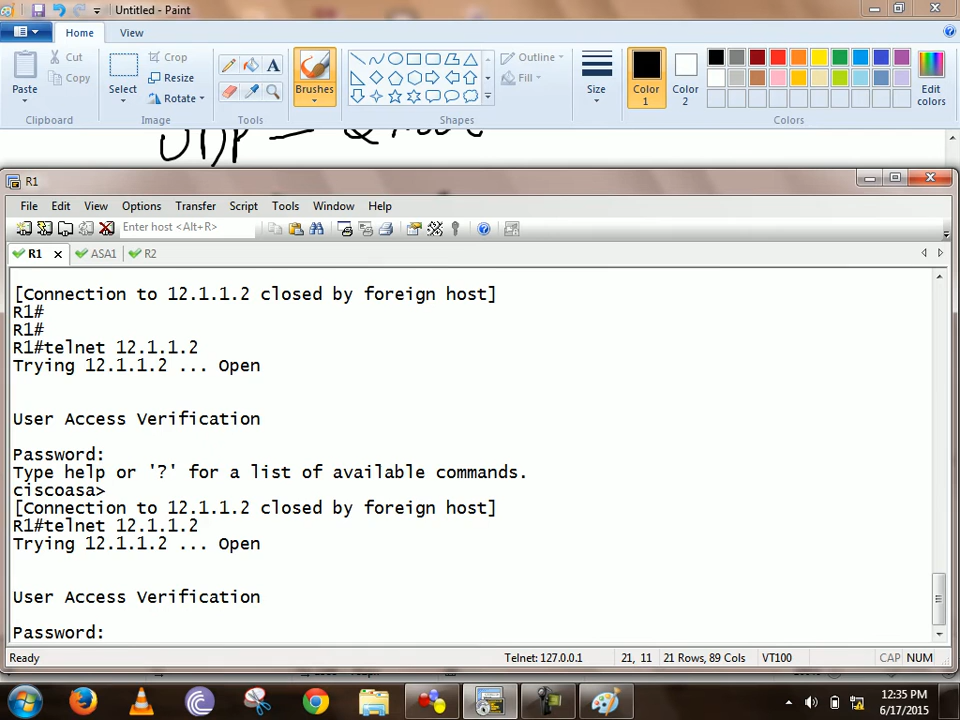 Untitled - Paint
Home
View
Paste
Cut
Copy
Clipboard
Select
Crop
Resize
Rotate
Image
A
Tools
Brushes
Outline
Fill
Shapes
Size
Color 1
Color 2
Edit colors
Colors
UDP —
R1
File Edit View Options Transfer Script Tools Window Help
Enter host <Alt+R>
R1 ASA1 R2
[Connection to 12.1.1.2 closed by foreign host]
R1#
R1#
R1#telnet 12.1.1.2
Trying 12.1.1.2 ... Open
User Access Verification
Password:
Type help or '?' for a list of available commands.
ciscoasa>
[Connection to 12.1.1.2 closed by foreign host]
R1#telnet 12.1.1.2
Trying 12.1.1.2 ... Open
User Access Verification
Password:
Ready
Telnet: 127.0.0.1 21, 11 21 Rows, 89 Cols VT100 CAP NUM
12:35 PM
6/17/2015